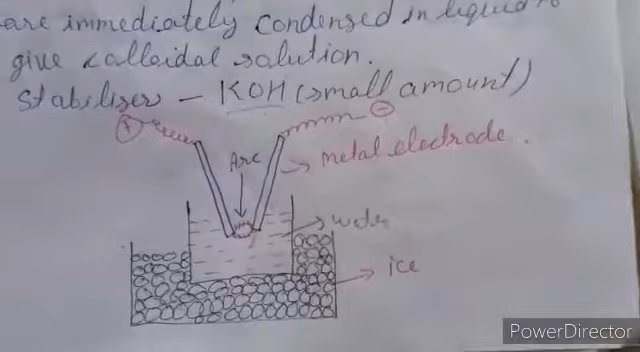 are immediately condensed in liquid to
give colloidal solution.
Stabiliser - KOH (small amount)
+ -
Arc
metal electrode.
water
ice
PowerDirector